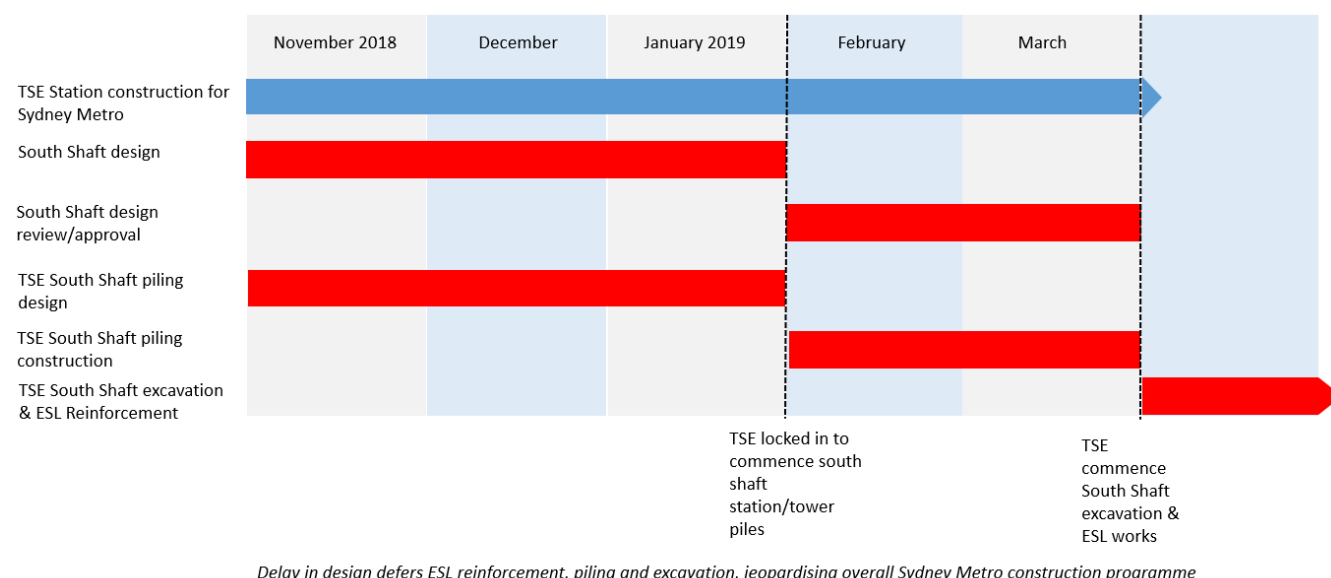 November 2018
December
January 2019
February
March
TSE Station construction for
Sydney Metro
South Shaft design
South Shaft design
review/approval
TSE South Shaft piling
design
TSE South Shaft piling
construction
TSE South Shaft excavation
& ESL Reinforcement
TSE locked in to
commence south
shaft
station/tower
piles
TSE
commence
South Shaft
excavation &
ESL works
Delay in design defers ESL reinforcement, piling and excavation, jeopardising overall Sydney Metro construction programme